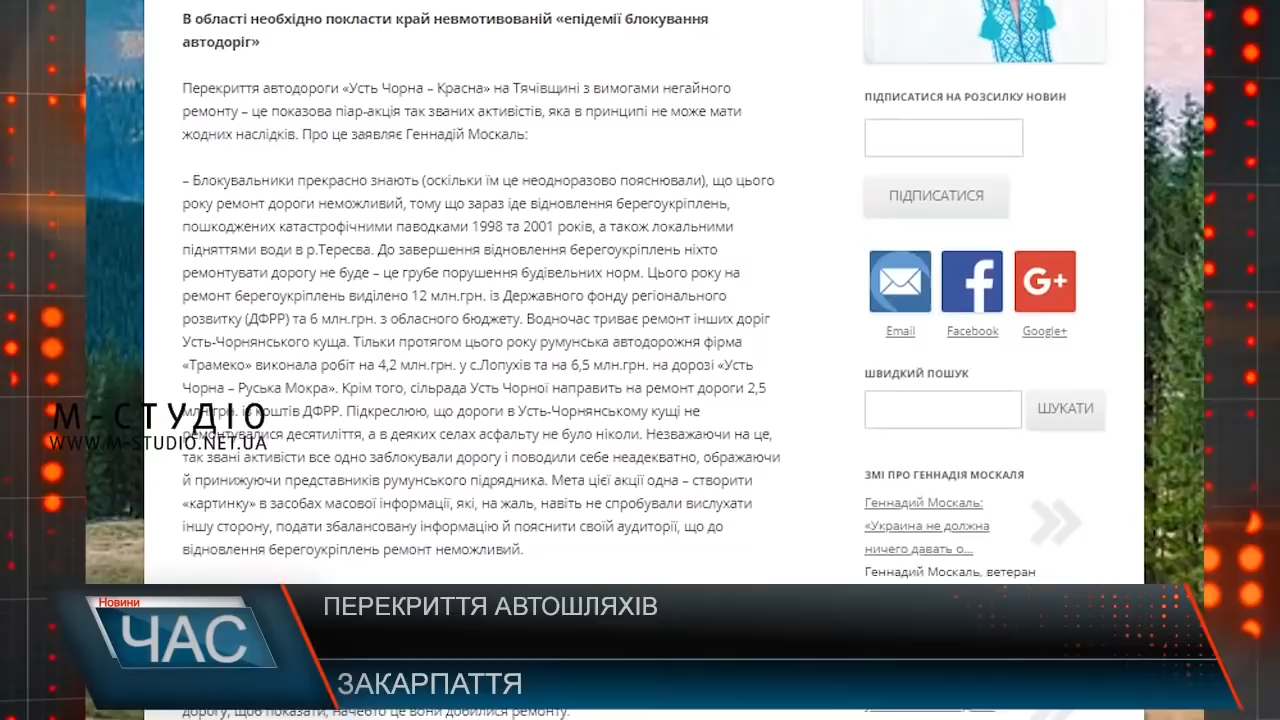 В області необхідно покласти край невмотивованій «епідемії блокування
автодоріг»
Перекриття автодороги «Усть Чорна – Красна» на Тячівщині з вимогами негайного
ремонту – це показова піар-акція так званих активістів, яка в принципі не може мати
жодних наслідків. Про це заявляє Геннадій Москаль:
– Блокувальники прекрасно знають (оскільки їм це неодноразово пояснювали), що цього
року ремонт дороги неможливий, тому що зараз іде відновлення берегоукріплень,
пошкоджених катастрофічними паводками 1998 та 2001 років, а також локальними
підняттями води в р.Тересва. До завершення відновлення берегоукріплень ніхто
ремонтувати дорогу не буде – це грубе порушення будівельних норм. Цього року на
ремонт берегоукріплень виділено 12 млн.грн. із Державного фонду регіонального
розвитку (ДФРР) та 6 млн.грн. з обласного бюджету. Водночас триває ремонт інших доріг
Усть-Чорнянського куща. Тільки протягом цього року румунська автодорожня фірма
«Трамеко» виконала робіт на 4,2 млн.грн. у с.Лопухів та на 6,5 млн.грн. на дорозі «Усть
Чорна – Руська Мокра». Крім того, сільрада Усть Чорної направить на ремонт дороги 2,5
млн.грн. із коштів ДФРР. Підкреслюю, що дороги в Усть-Чорнянському кущі не
ремонтувалися десятиліття, а в деяких селах асфальту не було ніколи. Незважаючи на це,
так звані активісти все одно заблокували дорогу і поводили себе неадекватно, ображаючи
й принижуючи представників румунського підрядника. Мета цієї акції одна – створити
«картинку» в засобах масової інформації, які, на жаль, навіть не спробували вислухати
іншу сторону, подати збалансовану інформацію й пояснити своїй аудиторії, що до
відновлення берегоукріплень ремонт неможливий.
дорогу, щоб показати, начебто це вони добилися ремонту.
ПІДПИСАТИСЯ НА РОЗСИЛКУ НОВИН
ПІДПИСАТИСЯ
f
G+
Email
Facebook
Google+
ШВИДКИЙ ПОШУК
ШУКАТИ
ЗМІ ПРО ГЕННАДІЯ МОСКАЛЯ
Геннадий Москаль:
«Украина не должна
ничего давать о...
Геннадий Москаль, ветеран
М-СТУДІО
WWW.M-STUDIO.NET.UA
Новини
ЧАС
ПЕРЕКРИТТЯ АВТОШЛЯХІВ
ЗАКАРПАТТЯ